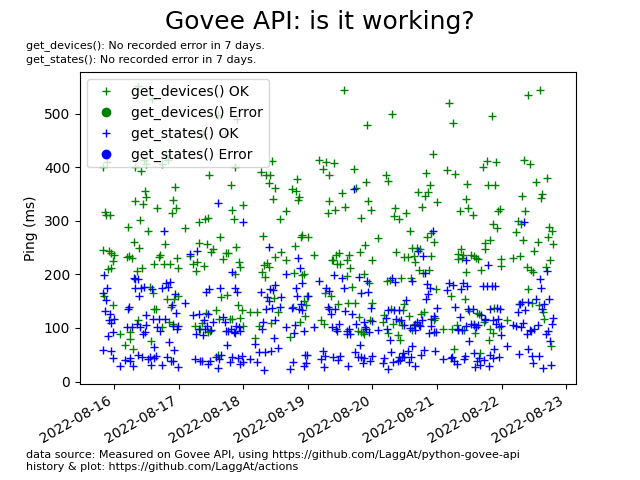 Govee API: is it working?
get_devices(): No recorded error in 7 days.
get_states(): No recorded error in 7 days.
get_devices() OK
get_devices() Error
get_states() OK
get_states() Error
Ping (ms)
500
400
300
200
100
0
2022-08-16
2022-08-17
2022-08-18
2022-08-19
2022-08-20
2022-08-21
2022-08-22
2022-08-23
data source: Measured on Govee API, using https://github.com/LaggAt/python-govee-api
history & plot: https://github.com/LaggAt/actions